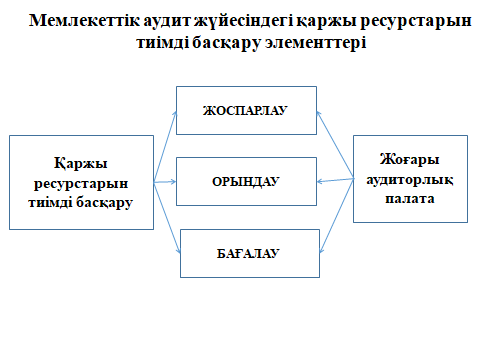 Мемлекеттік аудит жүйесіндегі қаржы ресурстарын
тиімді басқару элементтері
ЖОСПАРЛАУ
Қаржы
ресурстарын
тиімді басқару
ОРЫНДАУ
Жоғары
аудиторлық
палата
БАҒАЛАУ